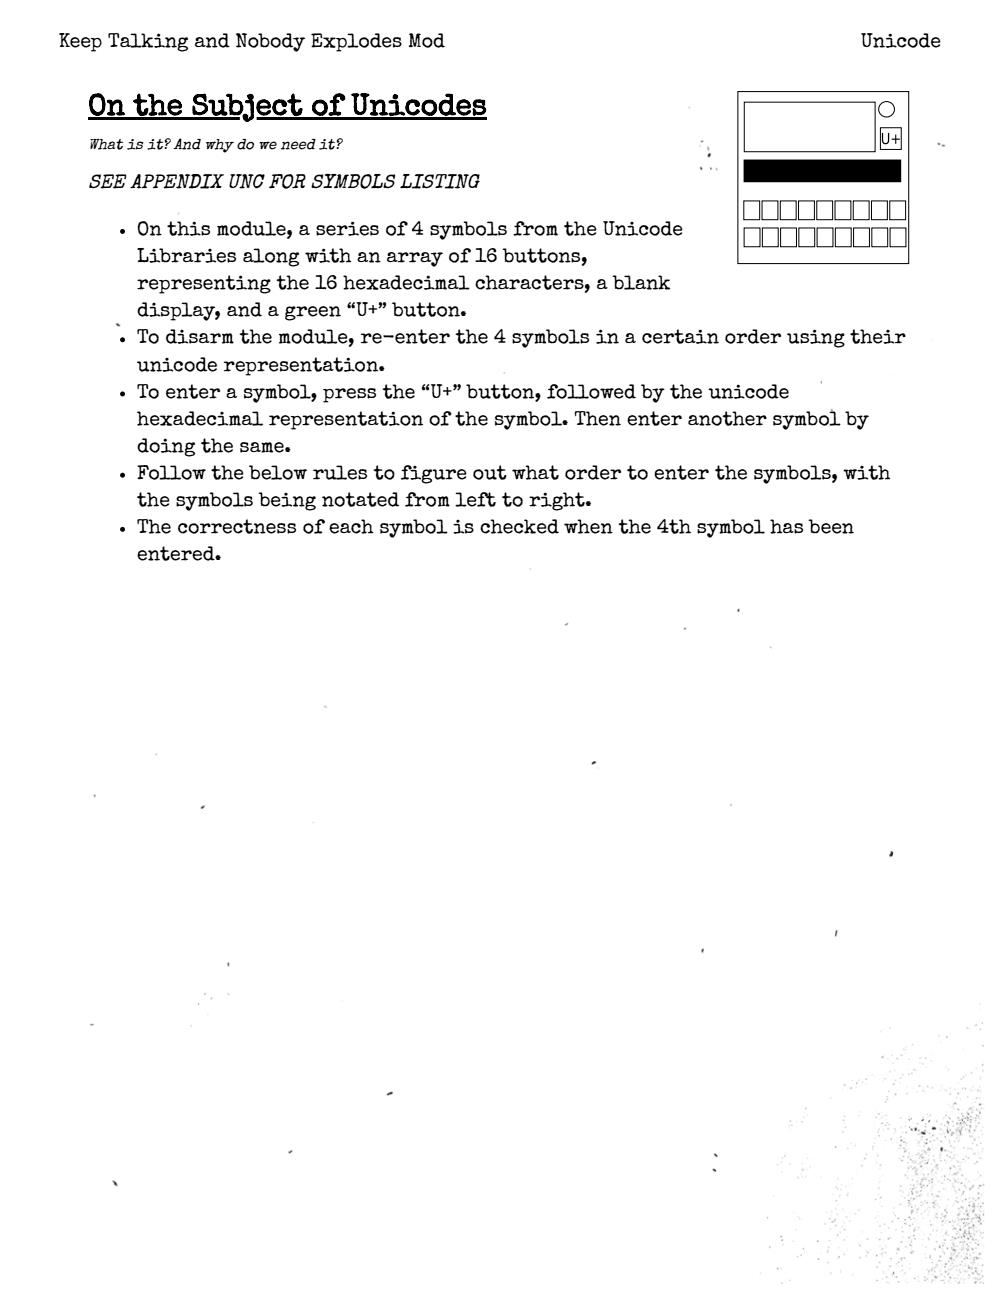 Keep Talking and Nobody Explodes Mod
Unicode
On the Subject of Unicodes
What is it? And why do we need it?
SEE APPENDIX UNC FOR SYMBOLS LISTING
U+
• On this module, a series of 4 symbols from the Unicode
Libraries along with an array of 16 buttons,
representing the 16 hexadecimal characters, a blank
display, and a green “U+” button.
• To disarm the module, re-enter the 4 symbols in a certain order using their
unicode representation.
• To enter a symbol, press the “U+” button, followed by the unicode
hexadecimal representation of the symbol. Then enter another symbol by
doing the same.
• Follow the below rules to figure out what order to enter the symbols, with
the symbols being notated from left to right.
• The correctness of each symbol is checked when the 4th symbol has been
entered.